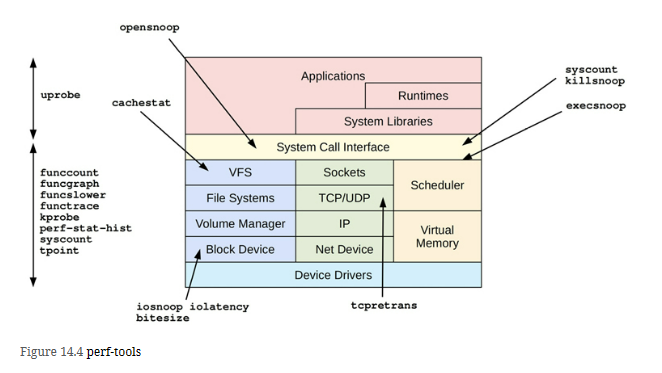 opensnoop
Applications
syscount
killsnoop
uprobe
Runtimes
cachestat
execsnoop
System Libraries
System Call Interface
VFS
Sockets
Scheduler
funccount
funcgraph
funcslower
functrace
kprobe
perf-stat-hist
syscount
tpoint
File Systems
TCP/UDP
Volume Manager
IP
Virtual
Memory
Block Device
Net Device
Device Drivers
iosnoop iolatency
bitesize
tcpretrans
Figure 14.4 perf-tools